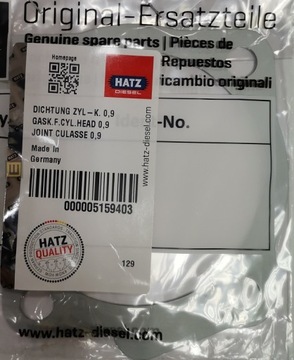 Original-Ersatzteile
Genuine spare parts | Pièces de
Repuestos
ricambio originali
Homepage
HATZ
DIESEL
DICHTUNG ZYL-K. 0,9
GASK.F.CYL.HEAD 0,9
JOINT CULASSE 0,9
Made in
Germany
www.hatz-diesel.com
-No.
000005159403
HATZ
QUALITY
129
www.hatz-diesel.com